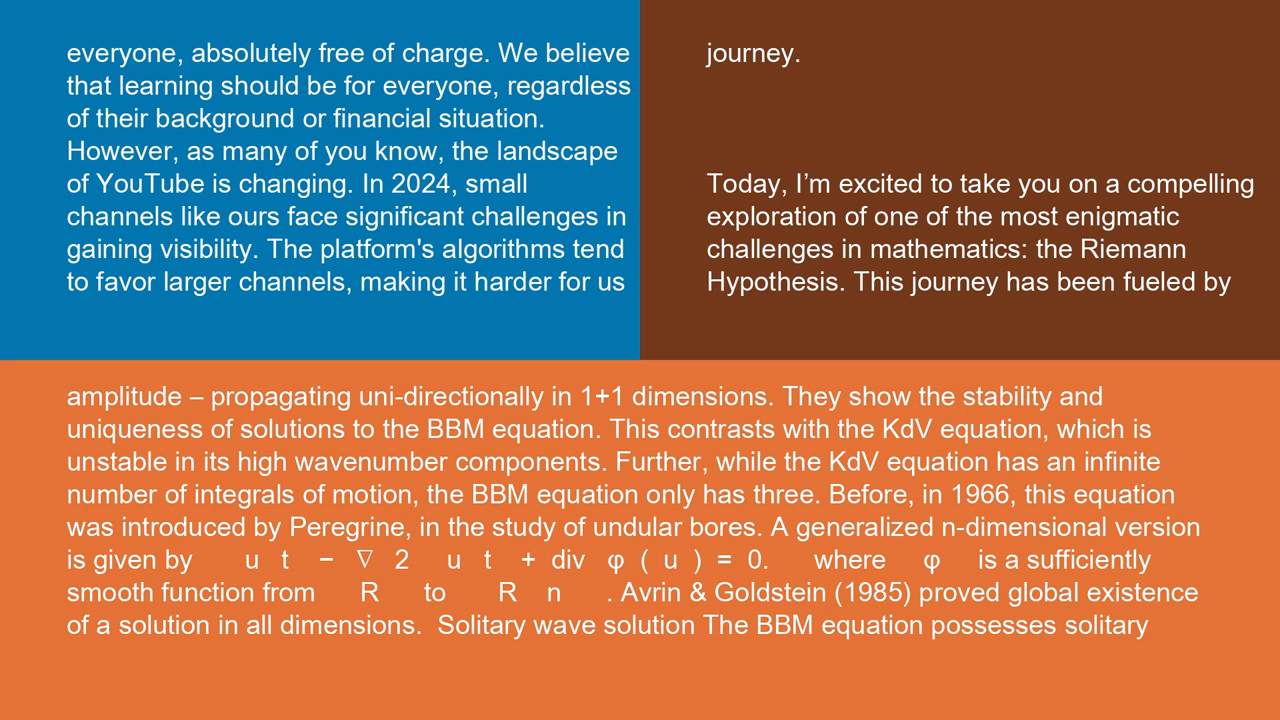 everyone, absolutely free of charge. We believe
that learning should be for everyone, regardless
of their background or financial situation.
However, as many of you know, the landscape
of YouTube is changing. In 2024, small
channels like ours face significant challenges in
gaining visibility. The platform's algorithms tend
to favor larger channels, making it harder for us
journey.
Today, I’m excited to take you on a compelling
exploration of one of the most enigmatic
challenges in mathematics: the Riemann
Hypothesis. This journey has been fueled by
amplitude – propagating uni-directionally in 1+1 dimensions. They show the stability and
uniqueness of solutions to the BBM equation. This contrasts with the KdV equation, which is
unstable in its high wavenumber components. Further, while the KdV equation has an infinite
number of integrals of motion, the BBM equation only has three. Before, in 1966, this equation
was introduced by Peregrine, in the study of undular bores. A generalized n-dimensional version
is given by u t − ∇ 2 u t + div φ ( u ) = 0. where φ is a sufficiently
smooth function from R to R n . Avrin & Goldstein (1985) proved global existence
of a solution in all dimensions. Solitary wave solution The BBM equation possesses solitary